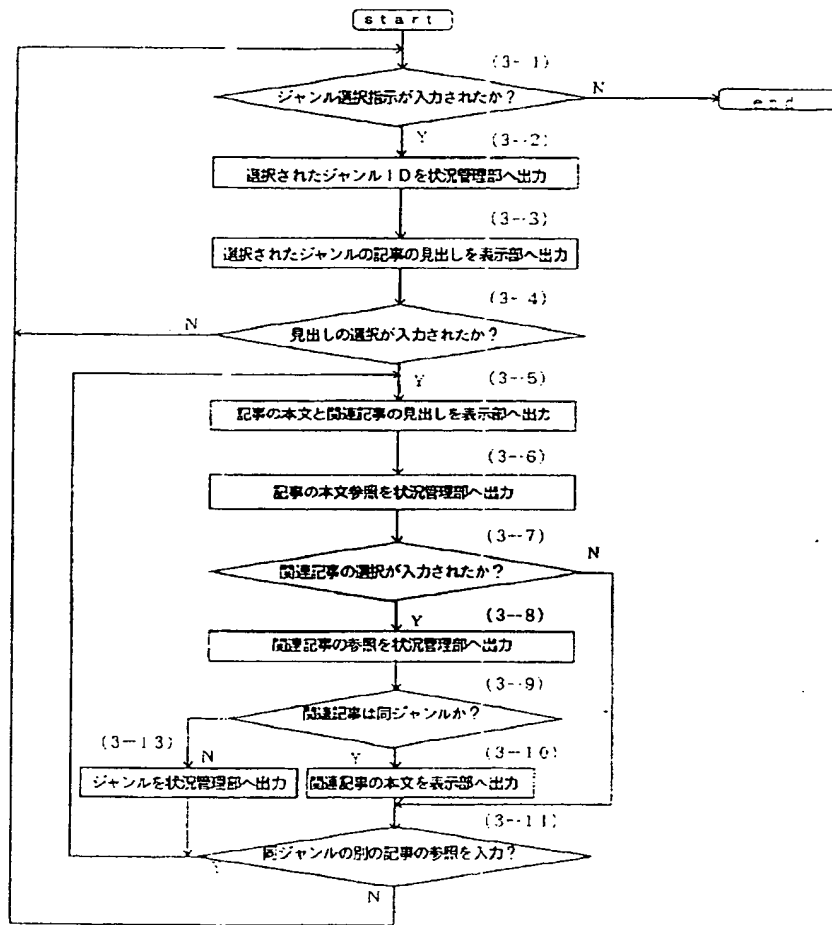 start
(3-1)
ジャンル選択指示が入力されたか?
N
end
Y
(3-2)
選択されたジャンルIDを状況管理部へ出力
(3-3)
選択されたジャンルの記事の見出しを表示部へ出力
(3-4)
N
見出しの選択が入力されたか?
Y
(3-5)
記事の本文と関連記事の見出しを表示部へ出力
(3-6)
記事の本文参照を状況管理部へ出力
(3-7)
N
関連記事の選択が入力されたか?
Y
(3-8)
関連記事の参照を状況管理部へ出力
(3-9)
関連記事は同ジャンルか?
(3-13)
N
Y
(3-10)
ジャンルを状況管理部へ出力
関連記事の本文を表示部へ出力
(3-11)
同ジャンルの別の記事の参照を入力?
N